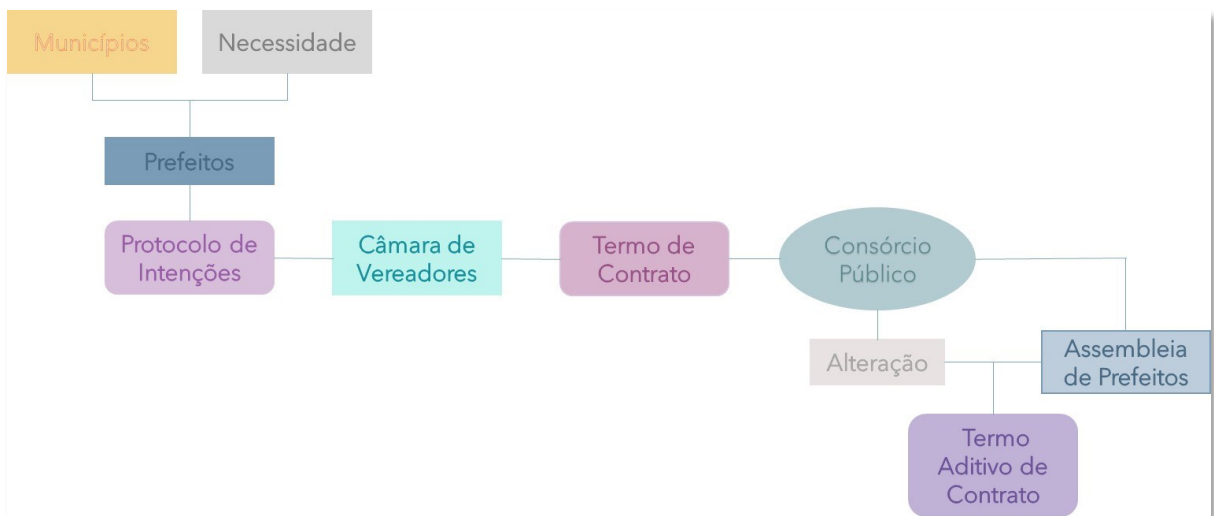 Municípios
Necessidade
Prefeitos
Protocolo de
Intenções
Câmara de
Vereadores
Termo de
Contrato
Consórcio
Público
Alteração
Assembleia
de Prefeitos
Termo
Aditivo de
Contrato